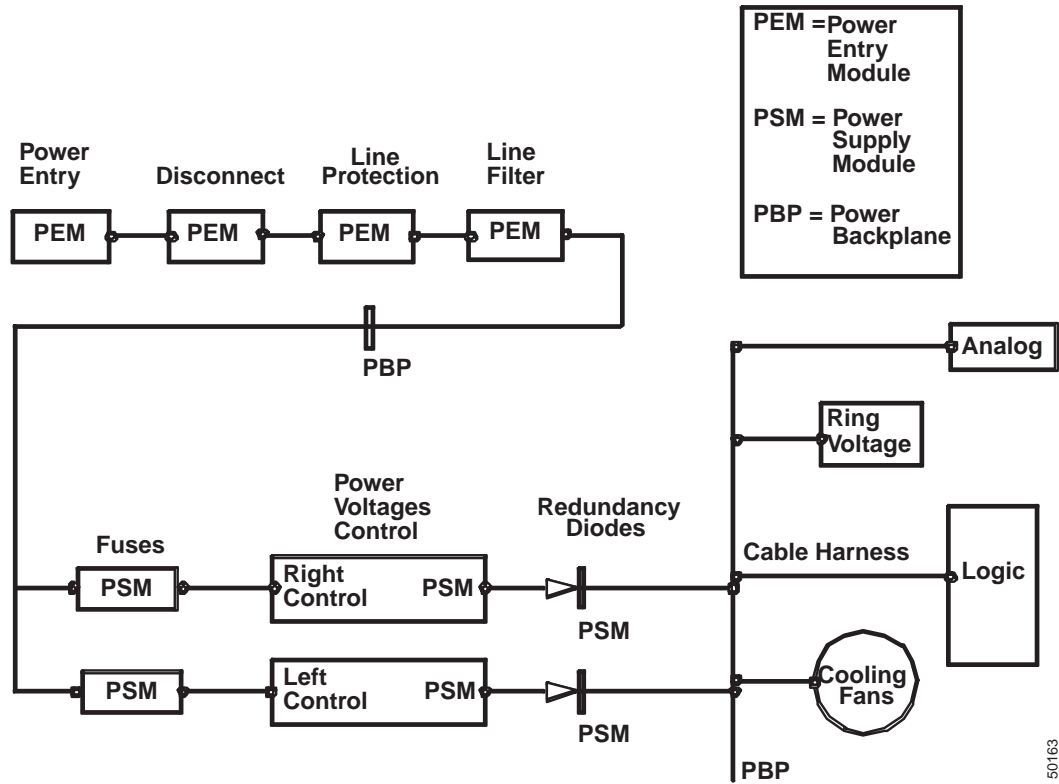 PEM =Power
Entry
Module
PSM = Power
Supply
Module
PBP = Power
Backplane
Power
Entry
Disconnect
Line
Protection
Line
Filter
PEM
PEM
PEM
PEM
PBP
Analog
Ring
Voltage
Power
Voltages
Control
Redundancy
Diodes
Fuses
Cable Harness
PSM
Right
Control
PSM
PSM
Logic
PSM
Left
Control
PSM
PSM
Cooling
Fans
PBP
50163